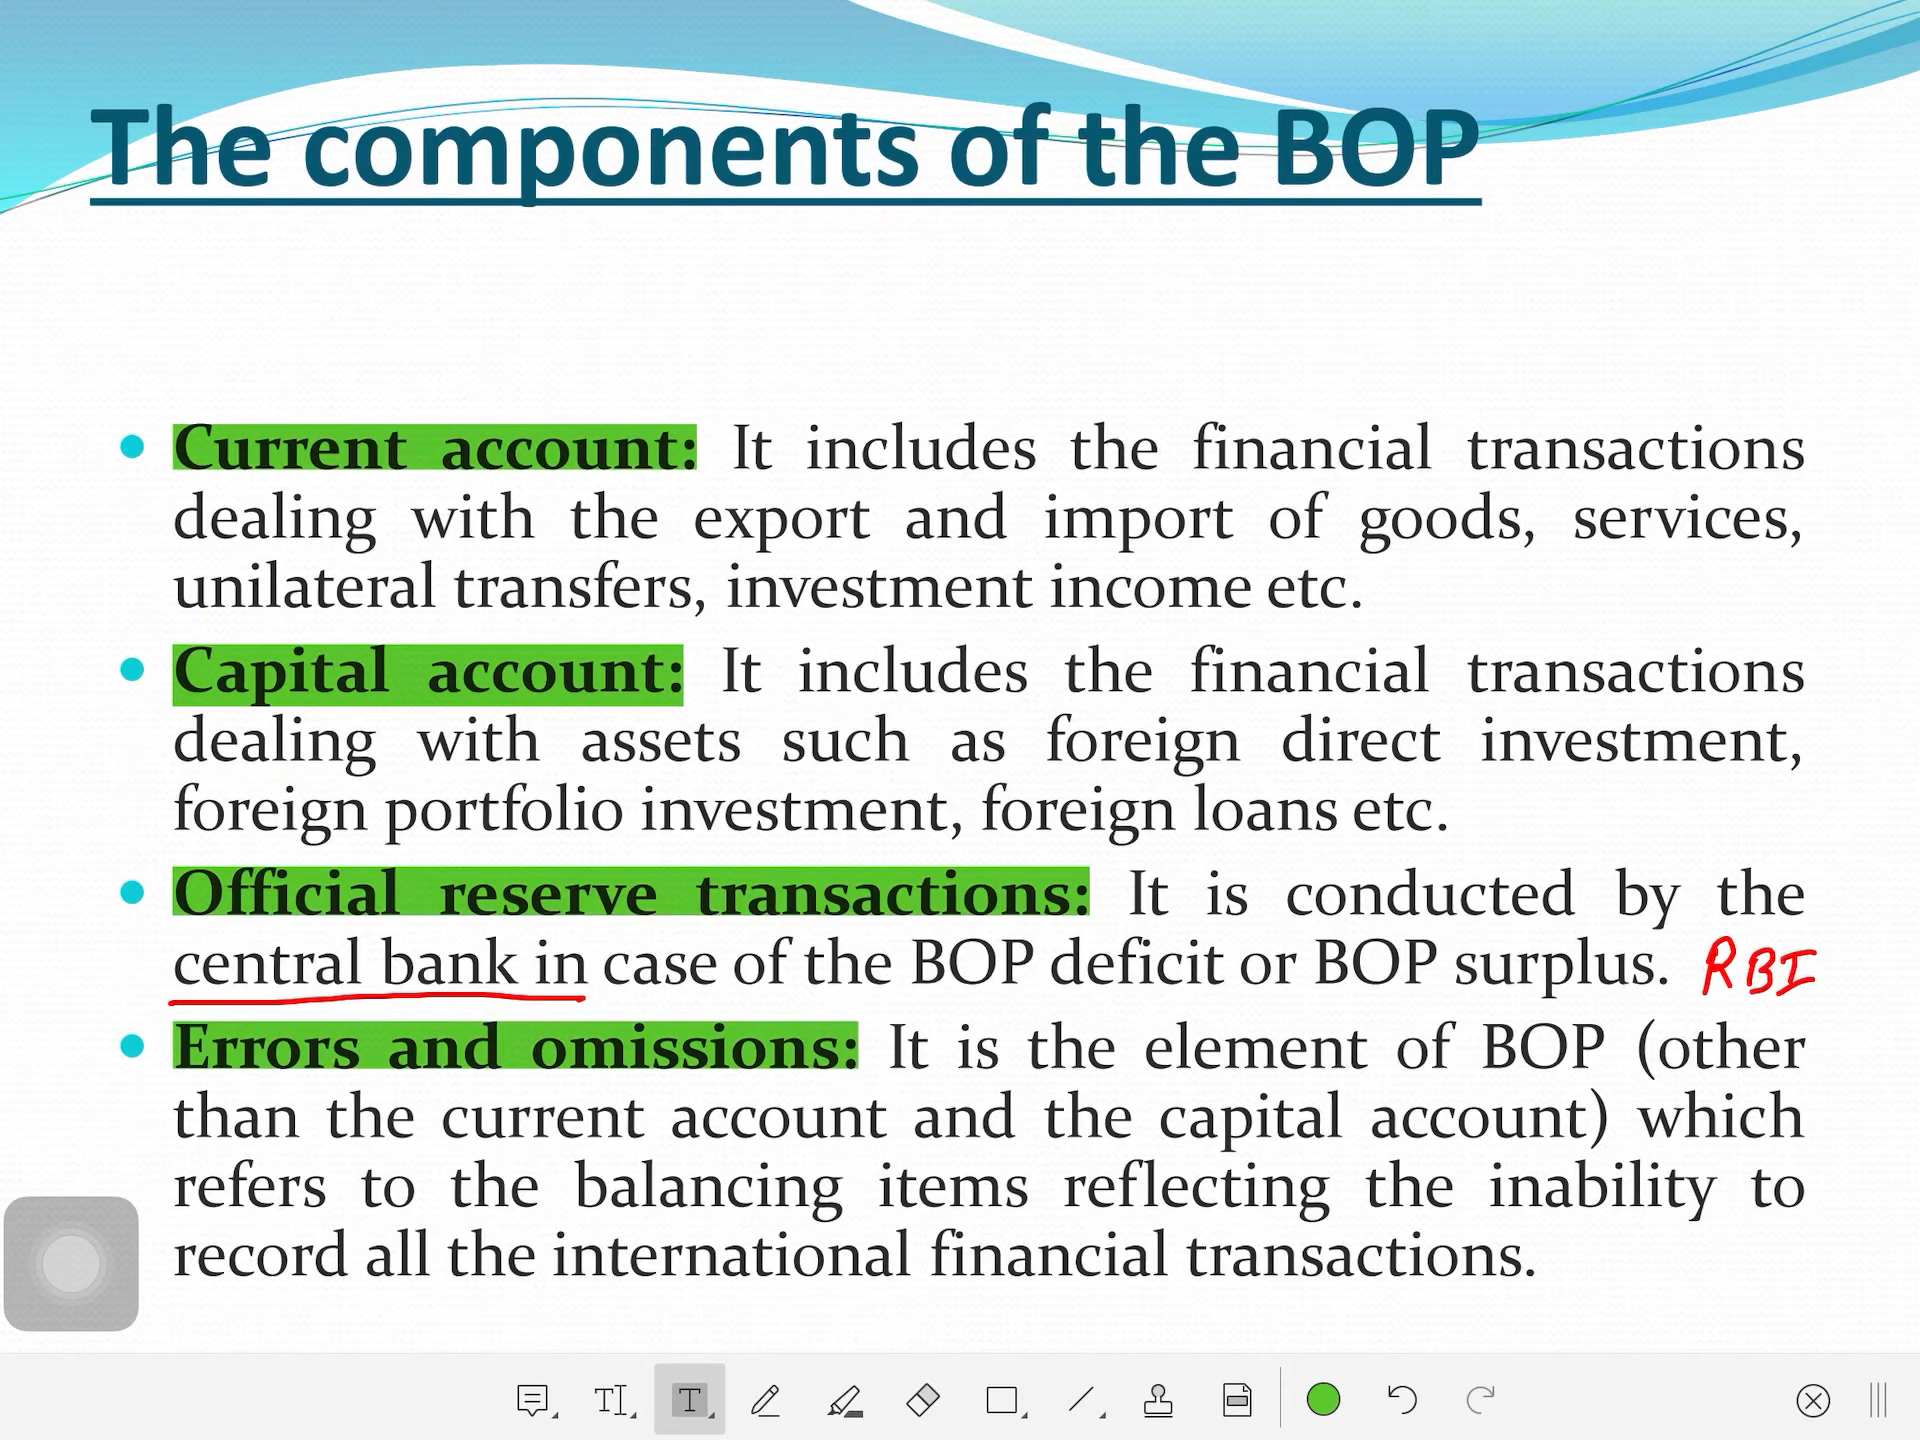 The components of the BOP
Current account: It includes the financial transactions
dealing with the export and import of goods, services,
unilateral transfers, investment income etc.
Capital account: It includes the financial transactions
dealing with assets such as foreign direct investment,
foreign portfolio investment, foreign loans etc.
Official reserve transactions: It is conducted by the
central bank in case of the BOP deficit or BOP surplus. RBI
Errors and omissions: It is the element of BOP (other
than the current account and the capital account) which
refers to the balancing items reflecting the inability to
record all the international financial transactions.